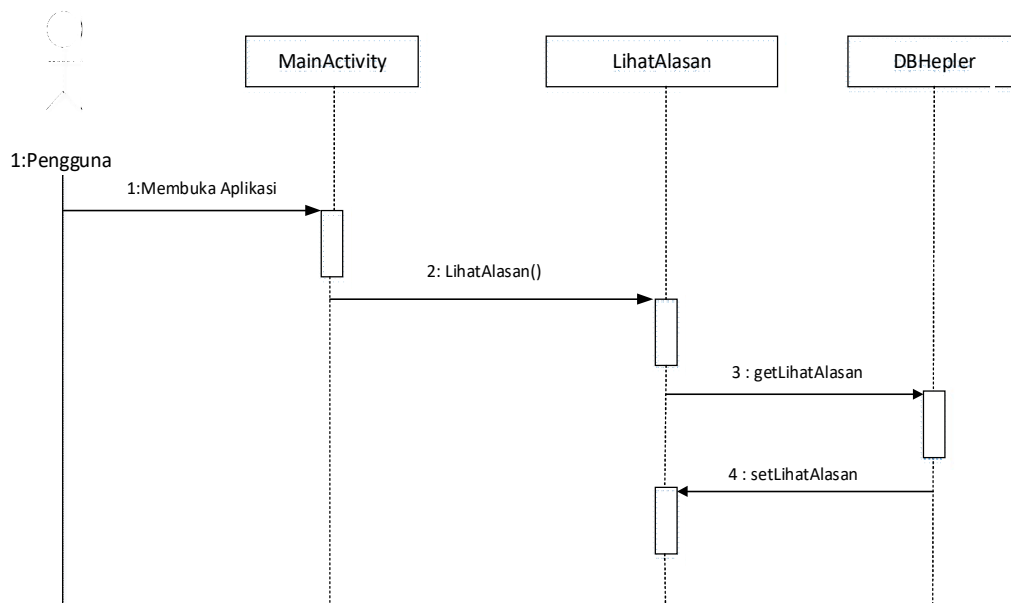 MainActivity
LihatAlasan
DBHepler
1:Pengguna
1:Membuka Aplikasi
2: LihatAlasan()
3 : getLihatAlasan
4 : setLihatAlasan